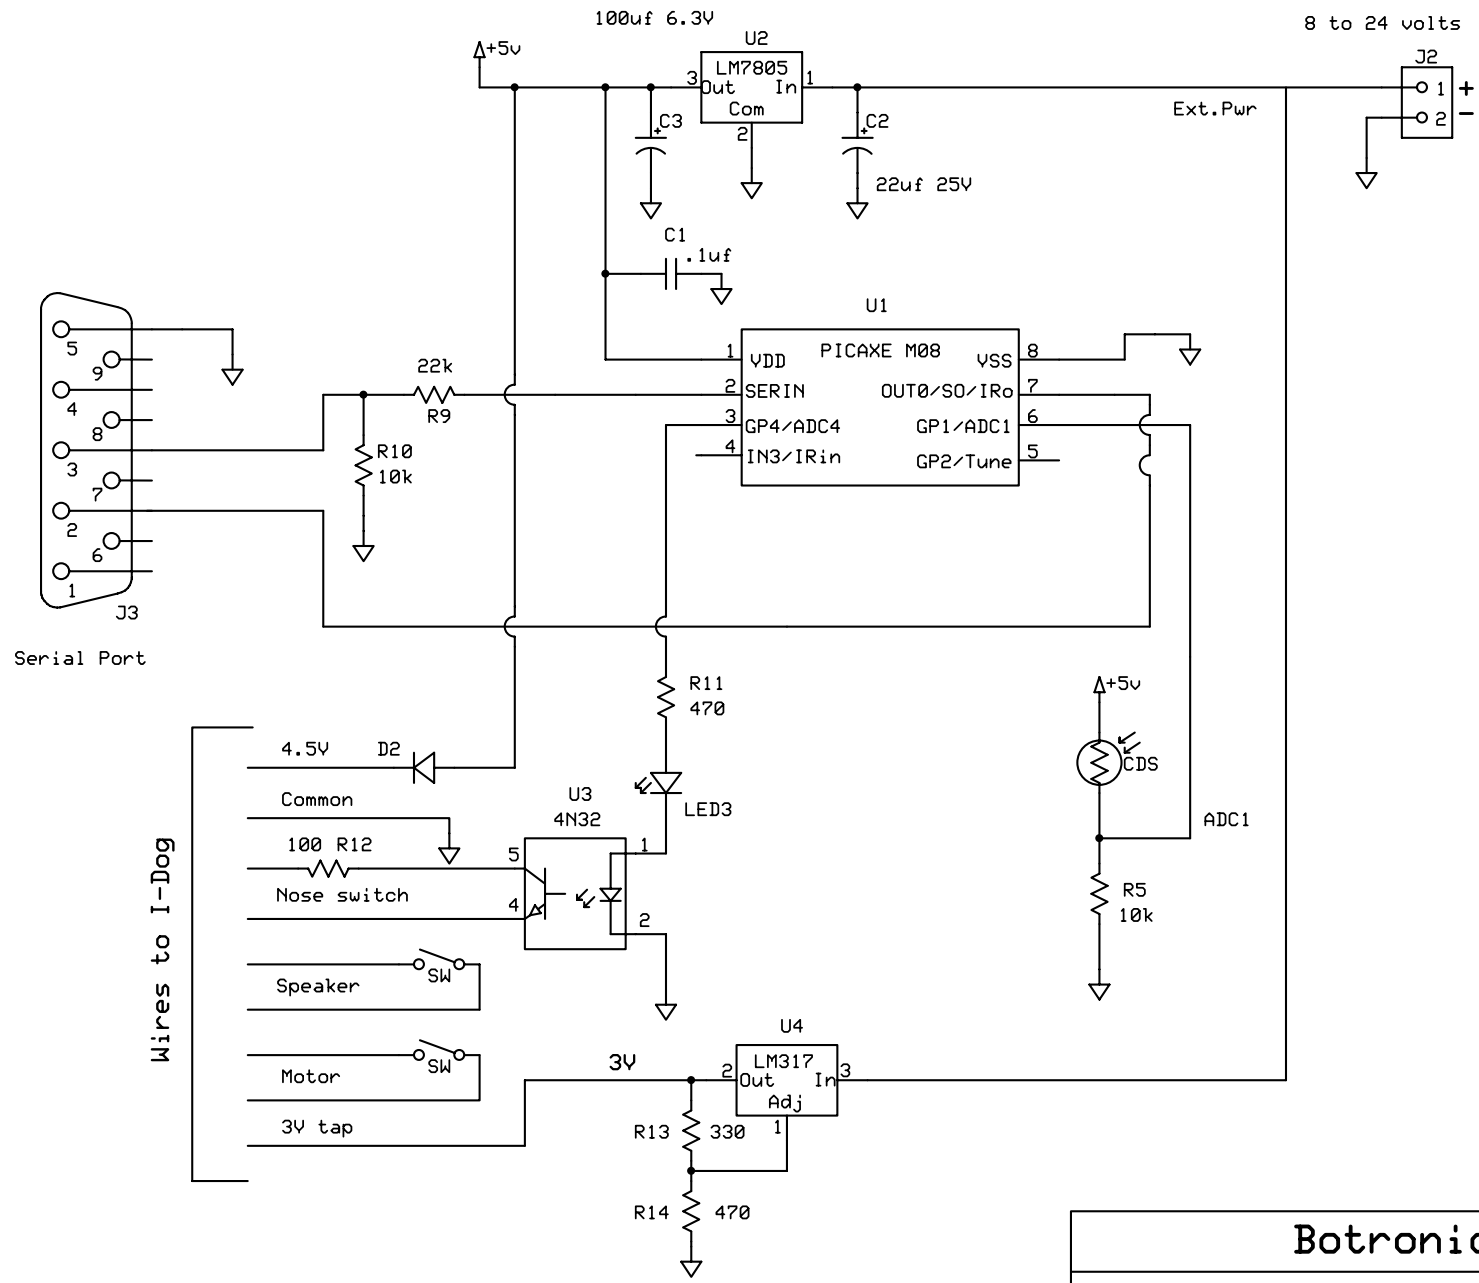 100uf 6.3V
8 to 24 volts
+5v
U2
LM7805
3 Out In 1
Com
2
C3
+
C2
+
22uf 25V
J2
1 +
2 -
Ext.Pwr
C1
.1uf
U1
PICAXE M08
1 VDD
VSS 8
2 SERIN
OUT0/SO/IRo 7
3 GP4/ADC4
GP1/ADC1 6
4 IN3/IRin
GP2/Tune 5
5
9
4
8
3
7
2
6
1
J3
Serial Port
22k
R9
R10
10k
R11
470
LED3
+5v
CDS
ADC1
R5
10k
Wires to I-Dog
4.5V
D2
Common
100 R12
Nose switch
U3
4N32
5
4
1
2
Speaker
SW
Motor
SW
3V tap
3V
U4
LM317
2 Out In 3
Adj
1
R13 330
R14 470
Botronic